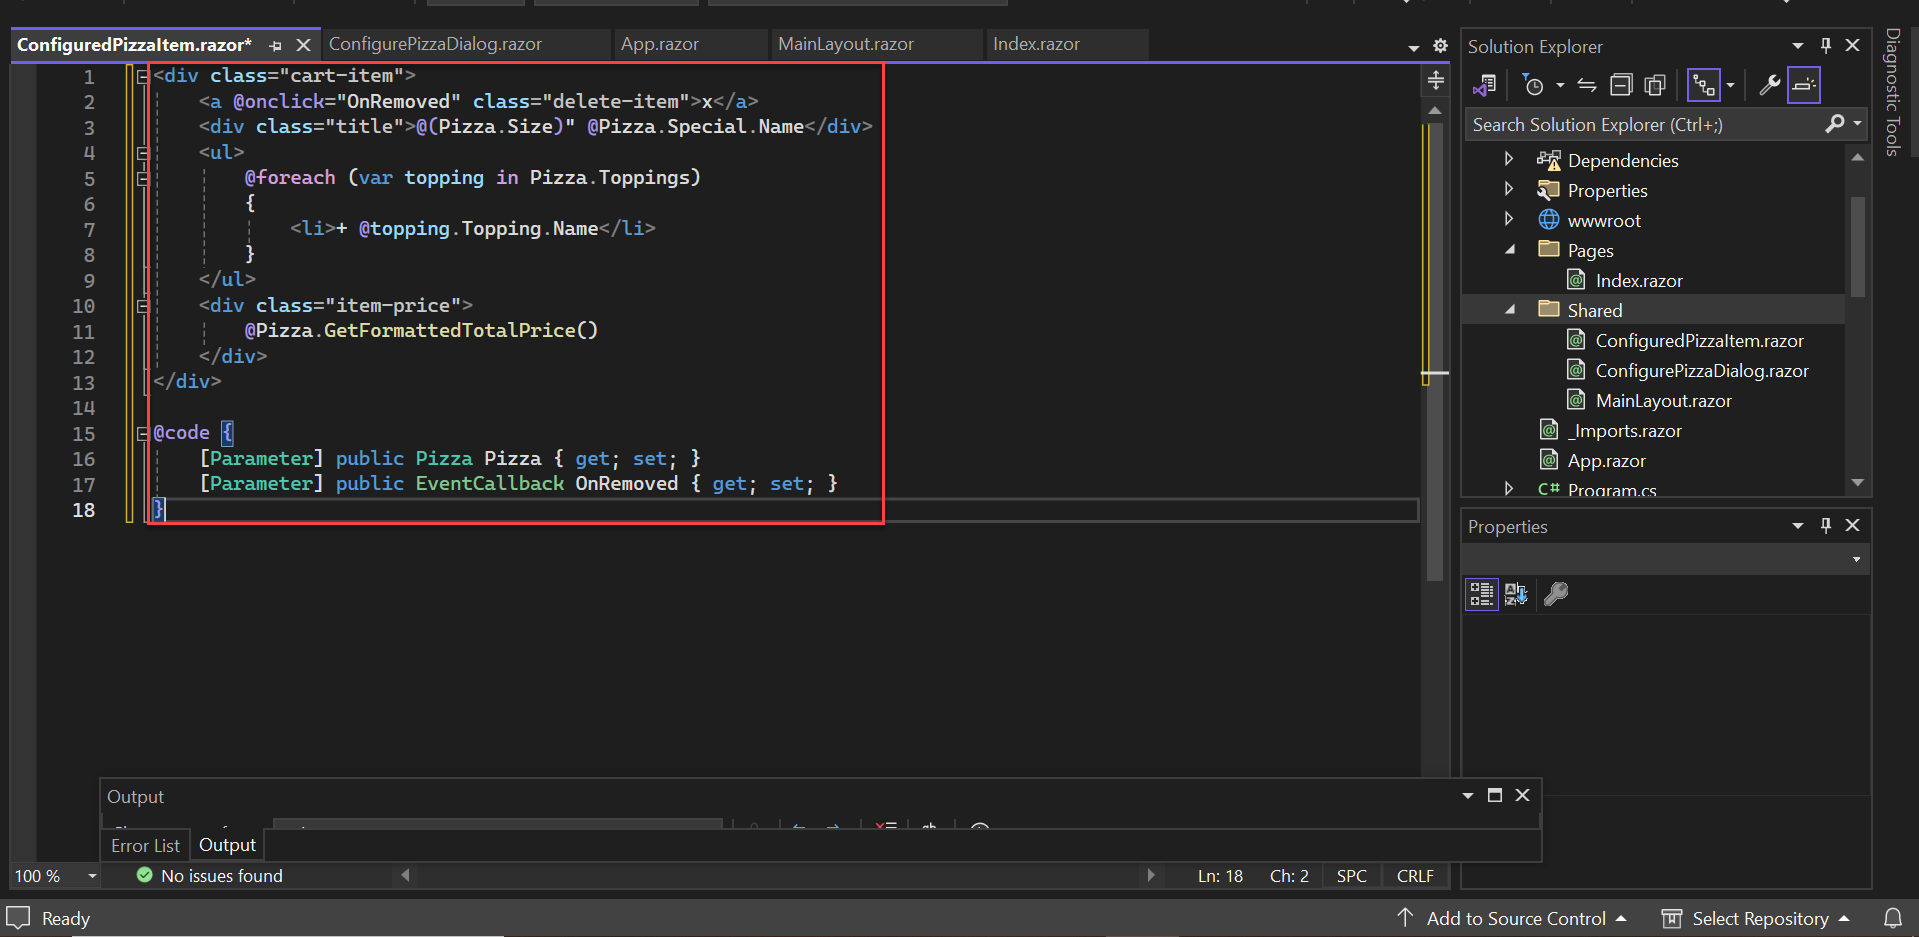 ConfiguredPizzaItem.razor*
ConfigurePizzaDialog.razor
App.razor
MainLayout.razor
Index.razor
1 <div class="cart-item">
2 <a @onclick="OnRemoved" class="delete-item">x</a>
3 <div class="title">@(Pizza.Size)" @Pizza.Special.Name</div>
4 <ul>
5 @foreach (var topping in Pizza.Toppings)
6 {
7 <li>+ @topping.Topping.Name</li>
8 }
9 </ul>
10 <div class="item-price">
11 @Pizza.GetFormattedTotalPrice()
12 </div>
13 </div>
14
15 @code {
16 [Parameter] public Pizza Pizza { get; set; }
17 [Parameter] public EventCallback OnRemoved { get; set; }
18 }
Solution Explorer
Search Solution Explorer (Ctrl+;)
Dependencies
Properties
wwwroot
Pages
Index.razor
Shared
ConfiguredPizzaItem.razor
ConfigurePizzaDialog.razor
MainLayout.razor
_Imports.razor
App.razor
C# Program.cs
Diagnostic Tools
Properties
Output
Error List
Output
100 %
No issues found
Ln: 18
Ch: 2
SPC
CRLF
Ready
Add to Source Control
Select Repository